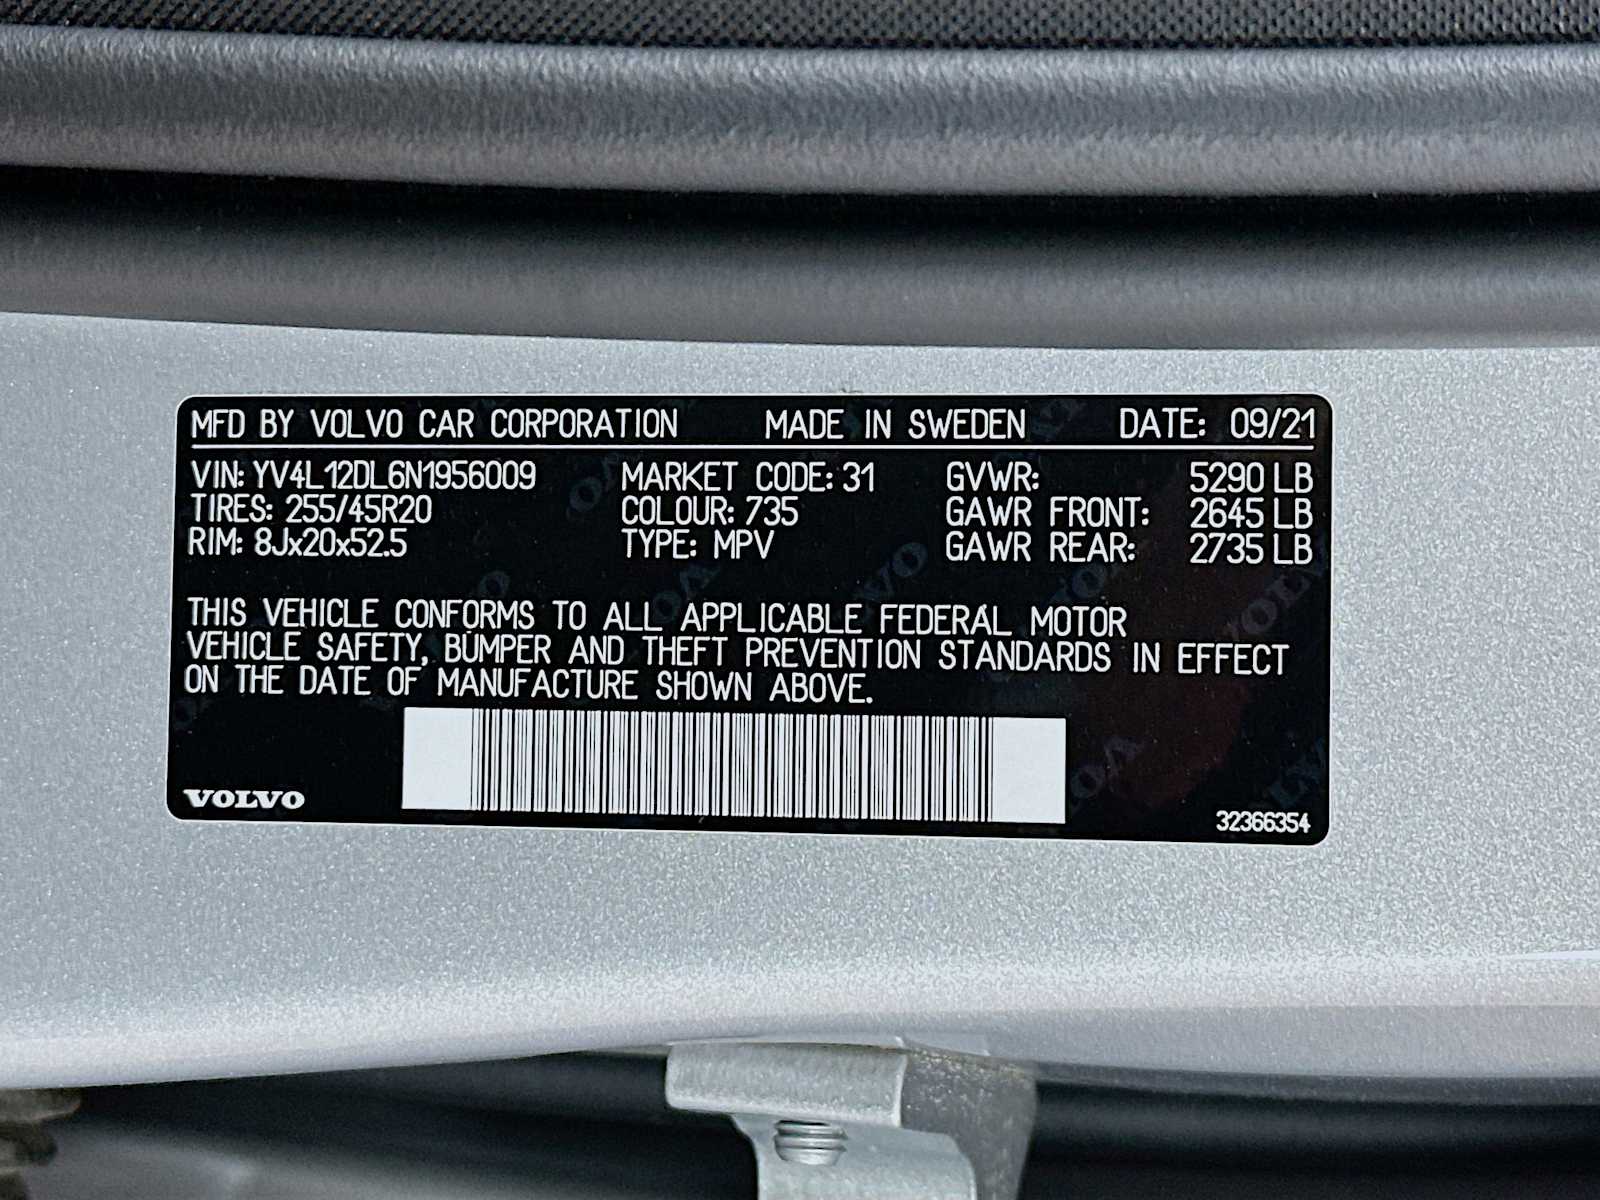 MFD BY VOLVO CAR CORPORATION MADE IN SWEDEN DATE: 09/21
VIN: YV4L12DL6N1956009 MARKET CODE: 31 GVWR: 5290 LB
TIRES: 255/45R20 COLOUR: 735 GAWR FRONT: 2645 LB
RIM: 8Jx20x52.5 TYPE: MPV GAWR REAR: 2735 LB
THIS VEHICLE CONFORMS TO ALL APPLICABLE FEDERAL MOTOR
VEHICLE SAFETY, BUMPER AND THEFT PREVENTION STANDARDS IN EFFECT
ON THE DATE OF MANUFACTURE SHOWN ABOVE.
VOLVO 32366354